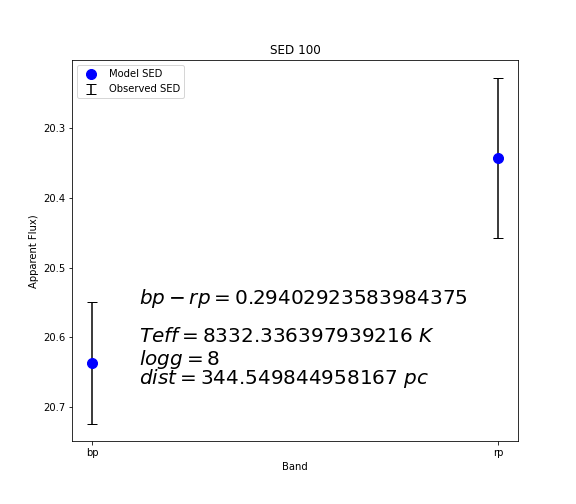 SED 100
Model SED
Observed SED
20.3
20.4
20.5
20.6
20.7
Apparent Flux)
bp − rp = 0.29402923583984375
Teff = 8332.336397939216 K
logg = 8
dist = 344.549844958167 pc
bp
rp
Band